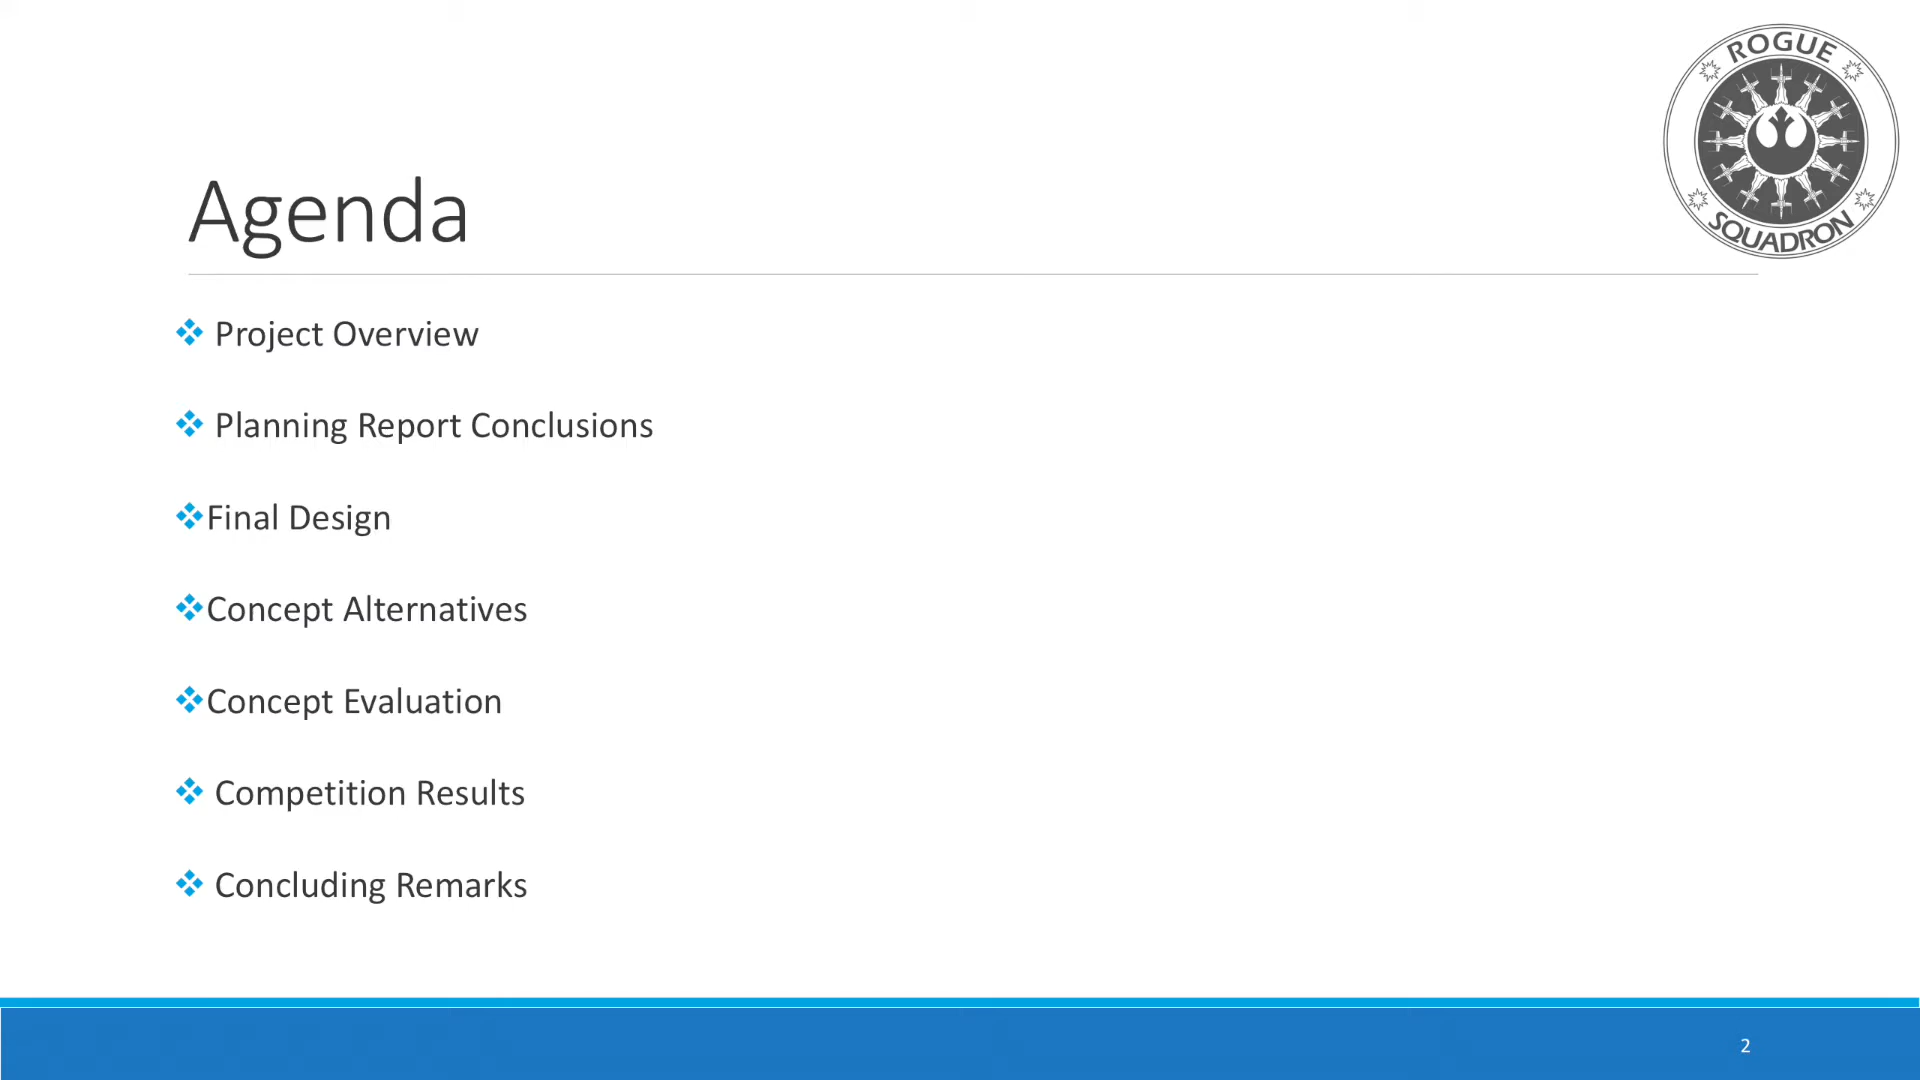 ROGUE
SQUADRON
Agenda
❖ Project Overview
❖ Planning Report Conclusions
❖Final Design
❖Concept Alternatives
❖Concept Evaluation
❖ Competition Results
❖ Concluding Remarks
2